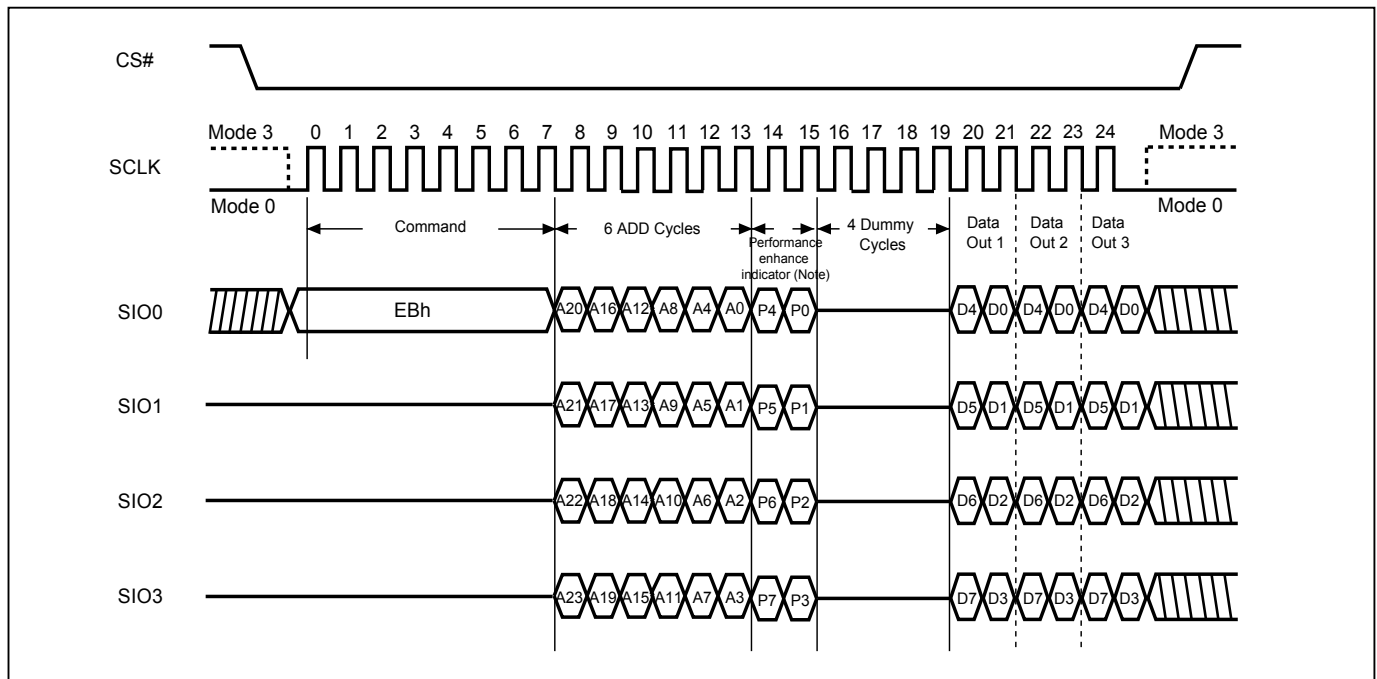 CS#
Mode 3
0 1 2 3 4 5 6 7 8 9 10 11 12 13 14 15 16 17 18 19 20 21 22 23 24
Mode 3
SCLK
Mode 0
Mode 0
Command
6 ADD Cycles
Performance
enhance
indicator (Note)
4 Dummy
Cycles
Data
Out 1
Data
Out 2
Data
Out 3
SIO0
EBh
A20 A16 A12 A8 A4 A0 P4 P0 D4 D0 D4 D0 D4 D0
SIO1
A21 A17 A13 A9 A5 A1 P5 P1 D5 D1 D5 D1 D5 D1
SIO2
A22 A18 A14 A10 A6 A2 P6 P2 D6 D2 D6 D2 D6 D2
SIO3
A23 A19 A15 A11 A7 A3 P7 P3 D7 D3 D7 D3 D7 D3